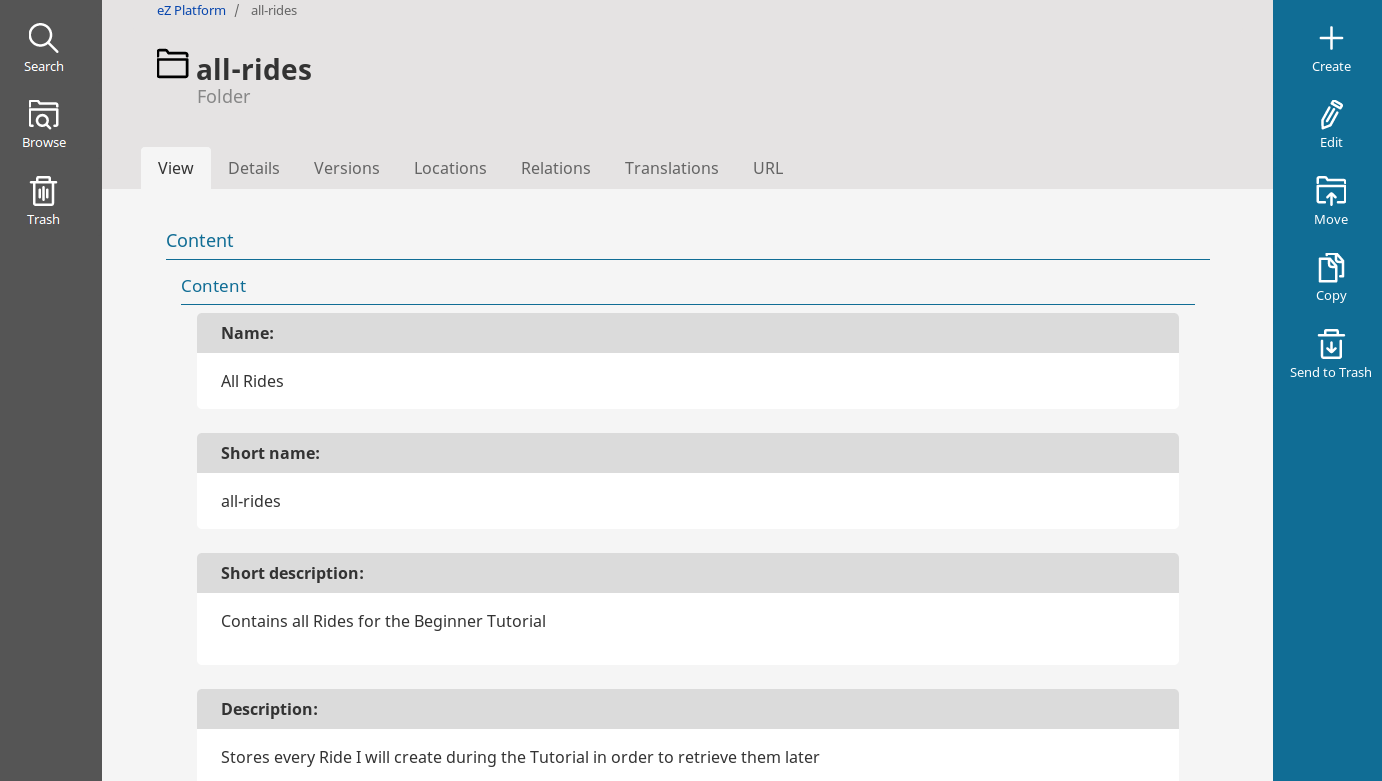 eZ Platform / all-rides
Search
Browse
Trash
all-rides
Folder
View Details Versions Locations Relations Translations URL
Content
Content
Name:
All Rides
Short name:
all-rides
Short description:
Contains all Rides for the Beginner Tutorial
Description:
Stores every Ride I will create during the Tutorial in order to retrieve them later
Create
Edit
Move
Copy
Send to Trash